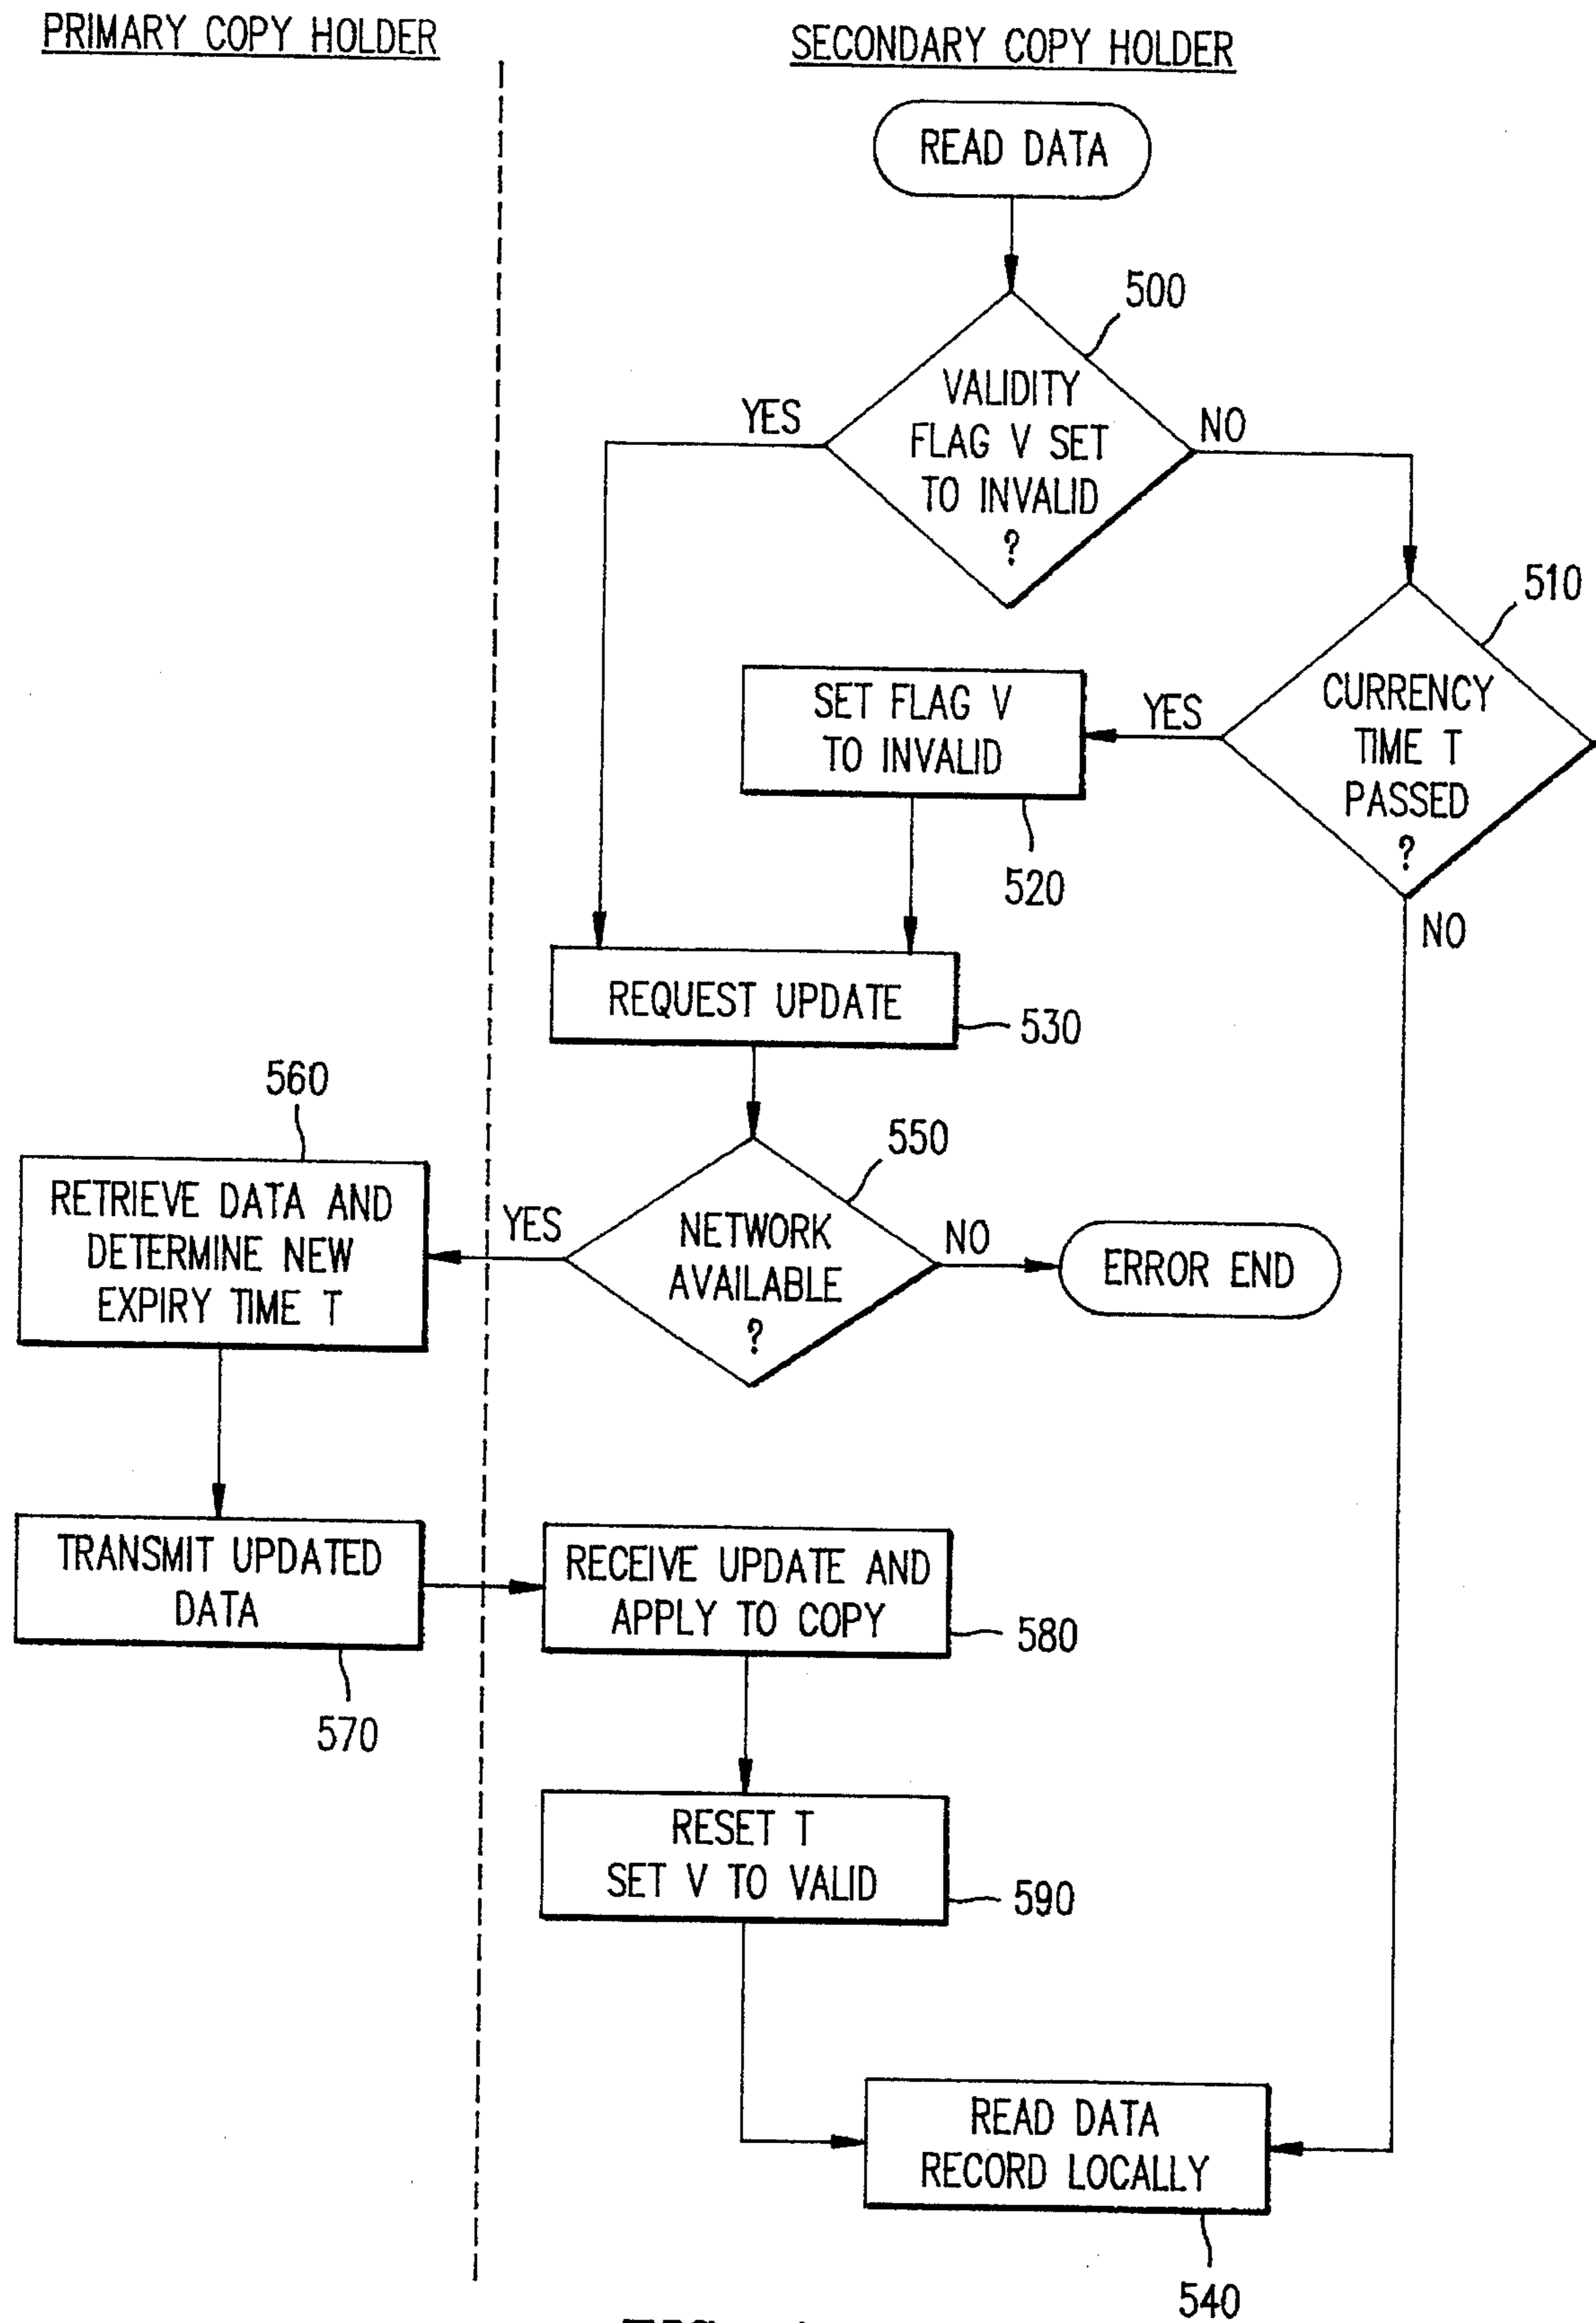 PRIMARY COPY HOLDER
SECONDARY COPY HOLDER
READ DATA
500
VALIDITY
FLAG V SET
TO INVALID
?
YES
NO
510
CURRENCY
TIME T
PASSED
?
YES
NO
SET FLAG V
TO INVALID
520
REQUEST UPDATE
530
560
RETRIEVE DATA AND
DETERMINE NEW
EXPIRY TIME T
550
NETWORK
AVAILABLE
?
YES
NO
ERROR END
TRANSMIT UPDATED
DATA
570
RECEIVE UPDATE AND
APPLY TO COPY
580
RESET T
SET V TO VALID
590
READ DATA
RECORD LOCALLY
540